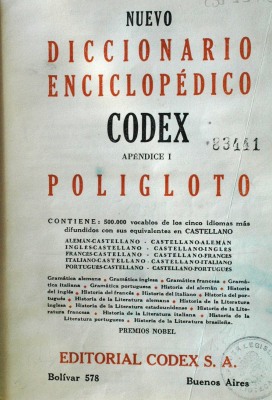 NUEVO
DICCIONARIO
ENCICLOPÉDICO
CODEX
83441
APÉNDICE I
POLIGLOTO
CONTIENE: 500.000 vocablos de los cinco idiomas más
difundidos con sus equivalentes en CASTELLANO
ALEMAN-CASTELLANO - CASTELLANO-ALEMAN
INGLES-CASTELLANO - CASTELLANO-INGLES
FRANCES-CASTELLANO - CASTELLANO-FRANCES
ITALIANO-CASTELLANO - CASTELLANO-ITALIANO
PORTUGUES-CASTELLANO - CASTELLANO-PORTUGUES
Gramática alemana • Gramática inglesa • Gramática francesa • Gramá-
tica italiana • Gramática portuguesa • Historia del alemán • Historia
del inglés • Historia del francés • Historia del italiano • Historia del por-
tugués • Historia de la Literatura alemana • Historia de la Literatura
inglesa • Historia de la Literatura estadounidense • Historia de la Lite-
ratura francesa • Historia de la Literatura italiana • Historia de la
Literatura portuguesa • Historia de la Literatura brasileña.
PREMIOS NOBEL
EDITORIAL CODEX S. A.
Bolívar 578 Buenos Aires